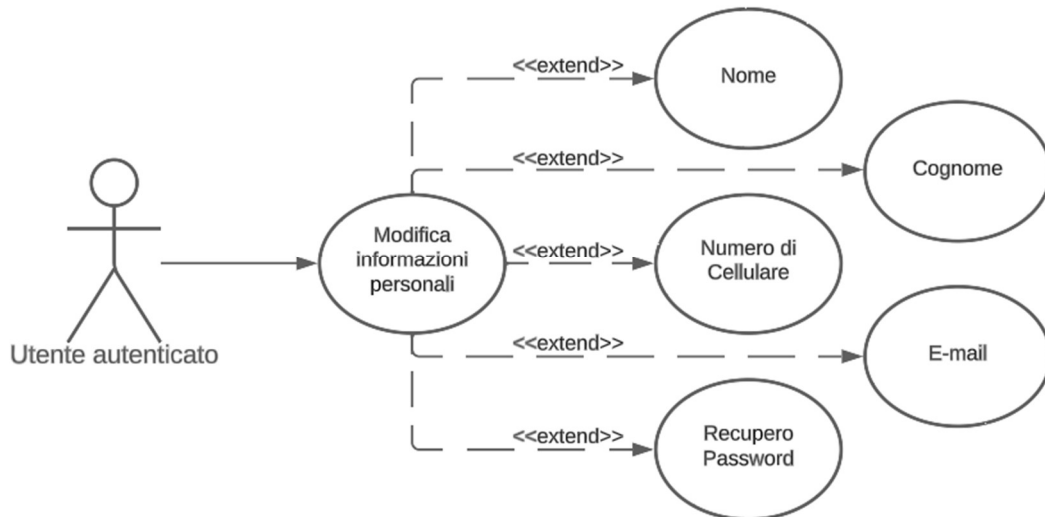 <<extend>>
Nome
<<extend>>
Cognome
Modifica
informazioni
personali
<<extend>>
Numero di
Cellulare
Utente autenticato
<<extend>>
E-mail
<<extend>>
Recupero
Password